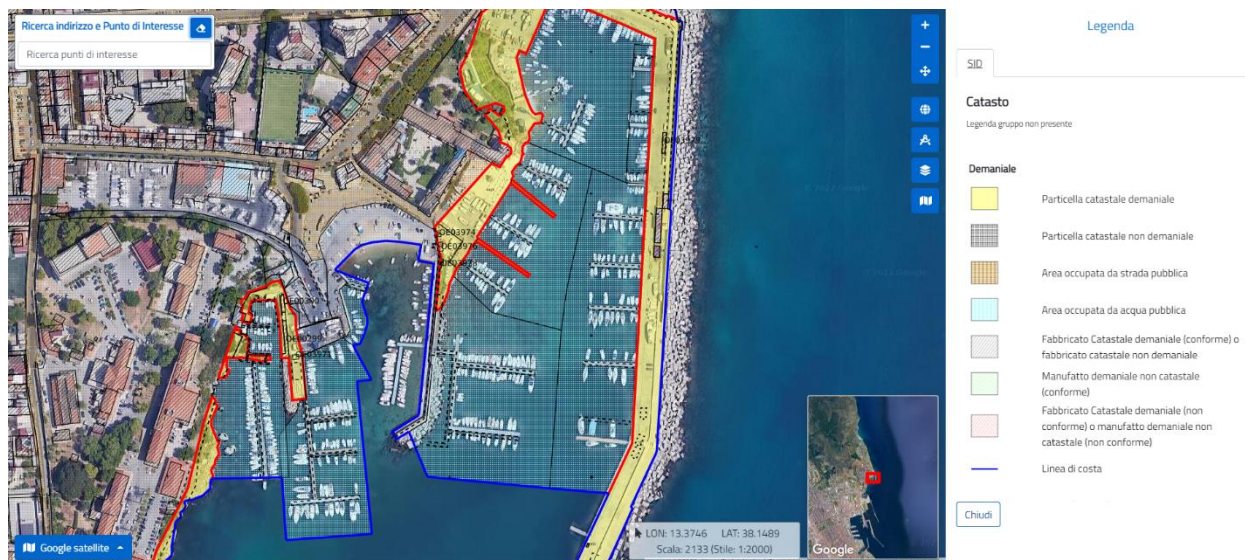 Ricerca indirizzo e Punto di Interesse
Ricerca punti di interesse
OE03974
OE03976
OE00299
LON: 13.3746 LAT: 38.1489
Scala: 2133 (Stile: 1:2000)
Google satellite
Google
Legenda
SID
Catasto
Legenda gruppo non presente
Demaniale
Particella catastale demaniale
Particella catastale non demaniale
Area occupata da strada pubblica
Area occupata da acqua pubblica
Fabbricato Catastale demaniale (conforme) o
fabbricato catastale non demaniale
Manufatto demaniale non catastale
(conforme)
Fabbricato Catastale demaniale (non
conforme) o manufatto demaniale non
catastale (non conforme)
Linea di costa
Chiudi